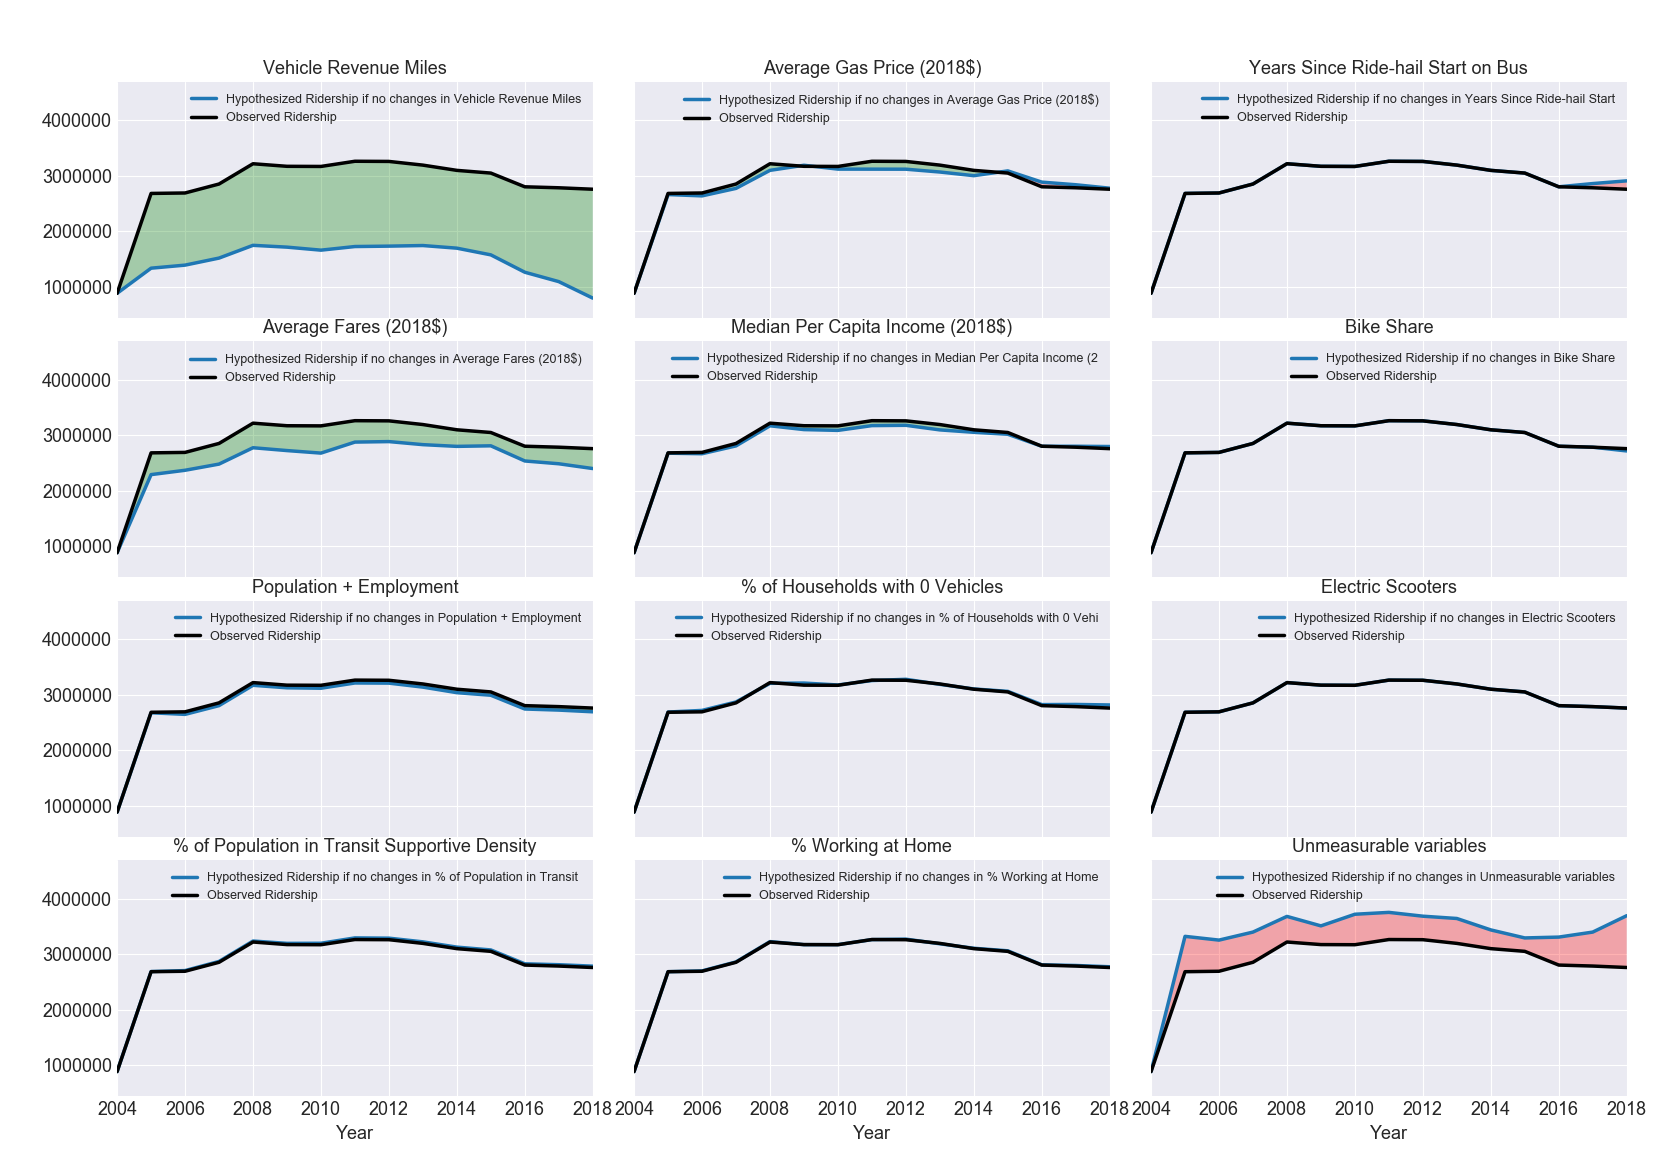 Vehicle Revenue Miles
Hypothesized Ridership if no changes in Vehicle Revenue Miles
Observed Ridership
4000000
3000000
2000000
1000000
Average Gas Price (2018$)
Hypothesized Ridership if no changes in Average Gas Price (2018$)
Observed Ridership
Years Since Ride-hail Start on Bus
Hypothesized Ridership if no changes in Years Since Ride-hail Start
Observed Ridership
Average Fares (2018$)
Hypothesized Ridership if no changes in Average Fares (2018$)
Observed Ridership
4000000
3000000
2000000
1000000
Median Per Capita Income (2018$)
Hypothesized Ridership if no changes in Median Per Capita Income (2
Observed Ridership
Bike Share
Hypothesized Ridership if no changes in Bike Share
Observed Ridership
Population + Employment
Hypothesized Ridership if no changes in Population + Employment
Observed Ridership
4000000
3000000
2000000
1000000
% of Households with 0 Vehicles
Hypothesized Ridership if no changes in % of Households with 0 Vehi
Observed Ridership
Electric Scooters
Hypothesized Ridership if no changes in Electric Scooters
Observed Ridership
% of Population in Transit Supportive Density
Hypothesized Ridership if no changes in % of Population in Transit
Observed Ridership
4000000
3000000
2000000
1000000
2004 2006 2008 2010 2012 2014 2016 2018
Year
% Working at Home
Hypothesized Ridership if no changes in % Working at Home
Observed Ridership
2004 2006 2008 2010 2012 2014 2016 2018
Year
Unmeasurable variables
Hypothesized Ridership if no changes in Unmeasurable variables
Observed Ridership
2004 2006 2008 2010 2012 2014 2016 2018
Year